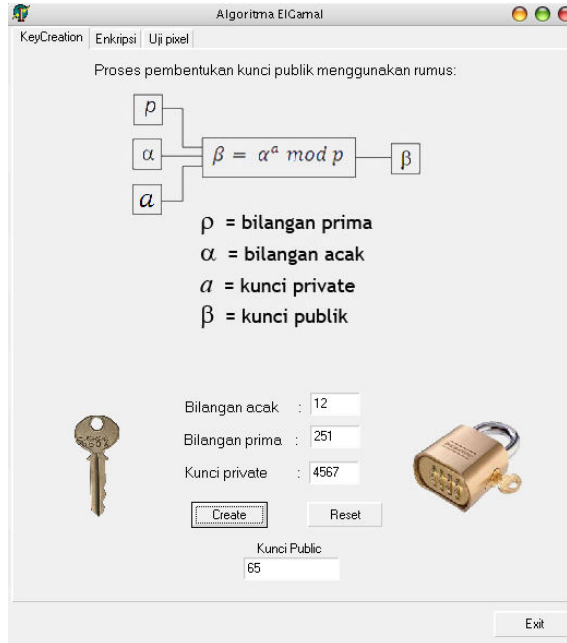 Algoritma ElGamal
KeyCreation Enkripsi Uji pixel
Proses pembentukan kunci publik menggunakan rumus:
p
α
a
β = αᵃ mod p
β
ρ = bilangan prima
α = bilangan acak
a = kunci private
β = kunci publik
Bilangan acak : 12
Bilangan prima : 251
Kunci private : 4567
Create Reset
Kunci Public
65
Exit